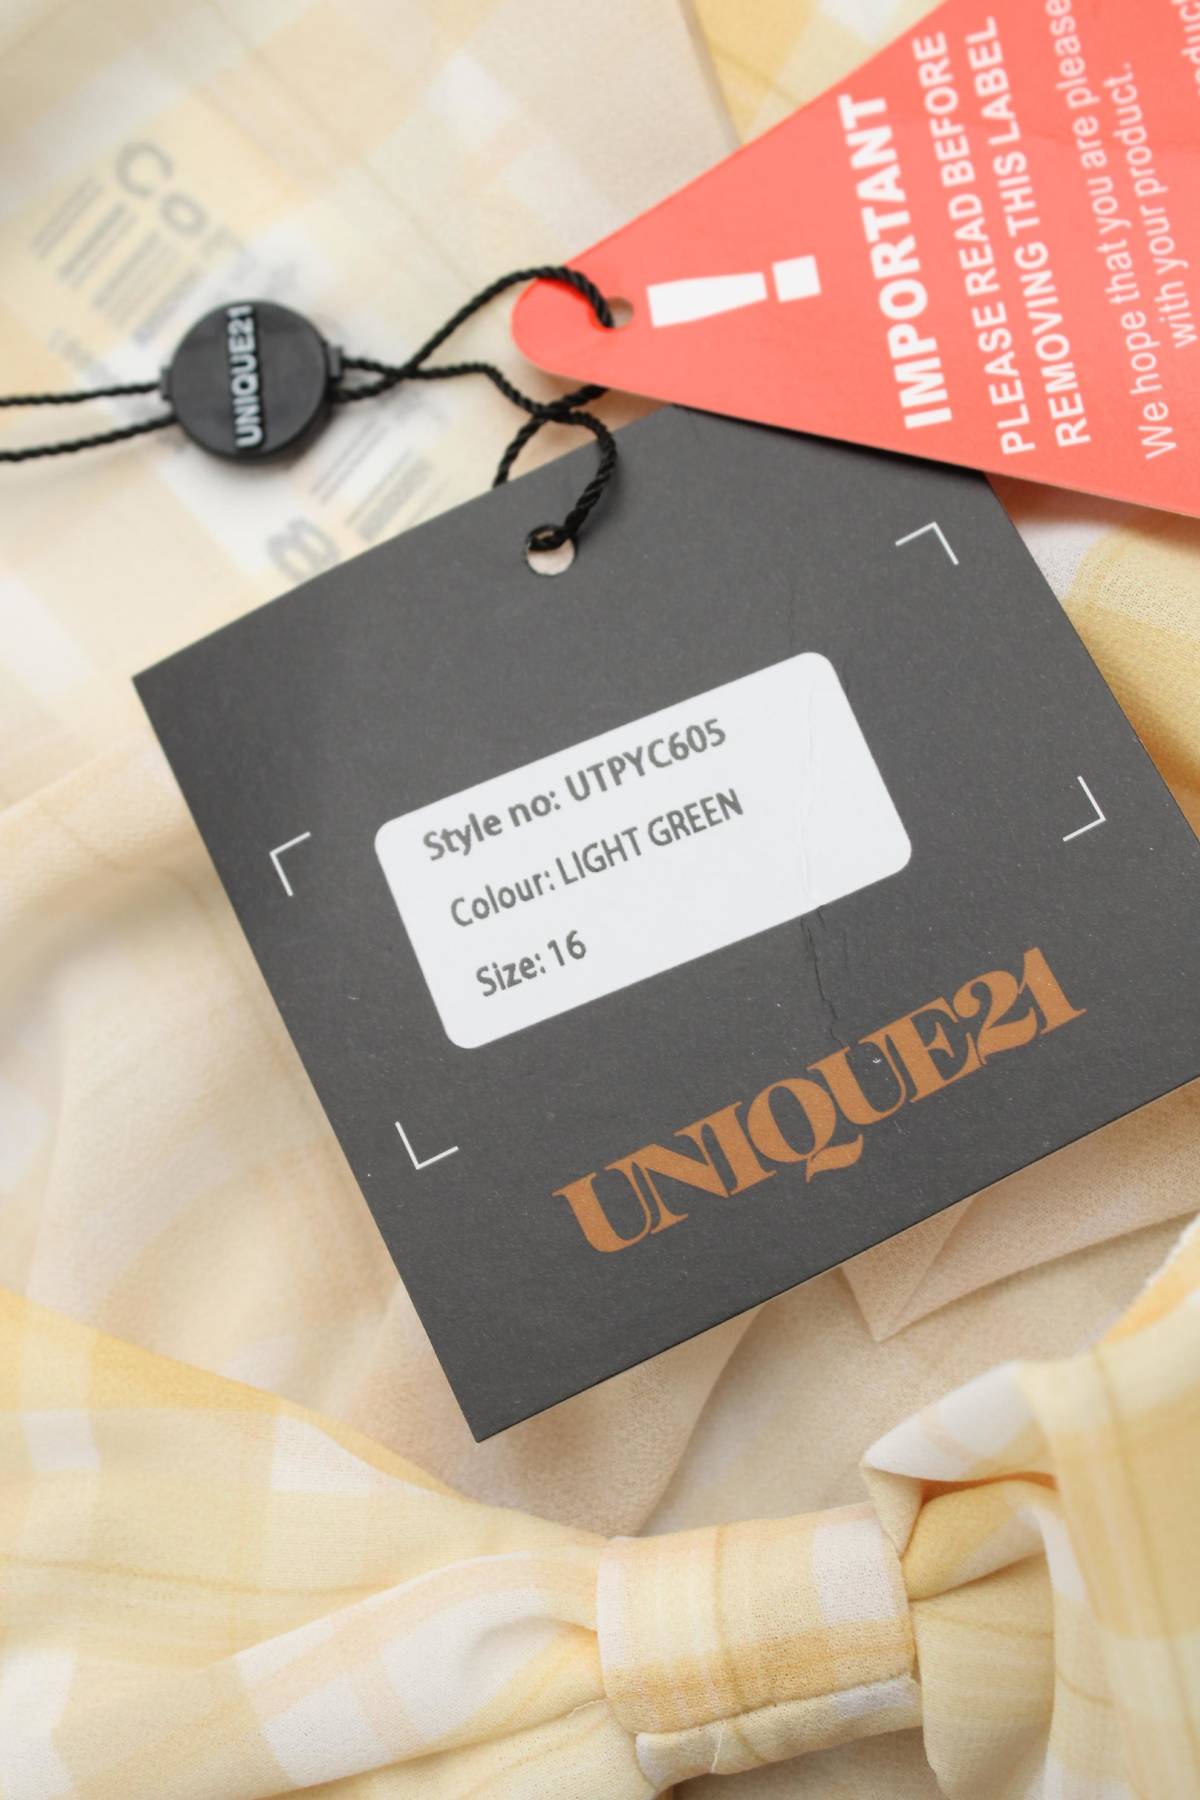 IMPORTANT
PLEASE READ BEFORE
REMOVING THIS LABEL
We hope that you are please
with your product.
UNIQUE21
Style no: UTPYC605
Colour: LIGHT GREEN
Size: 16
UNIQUE21